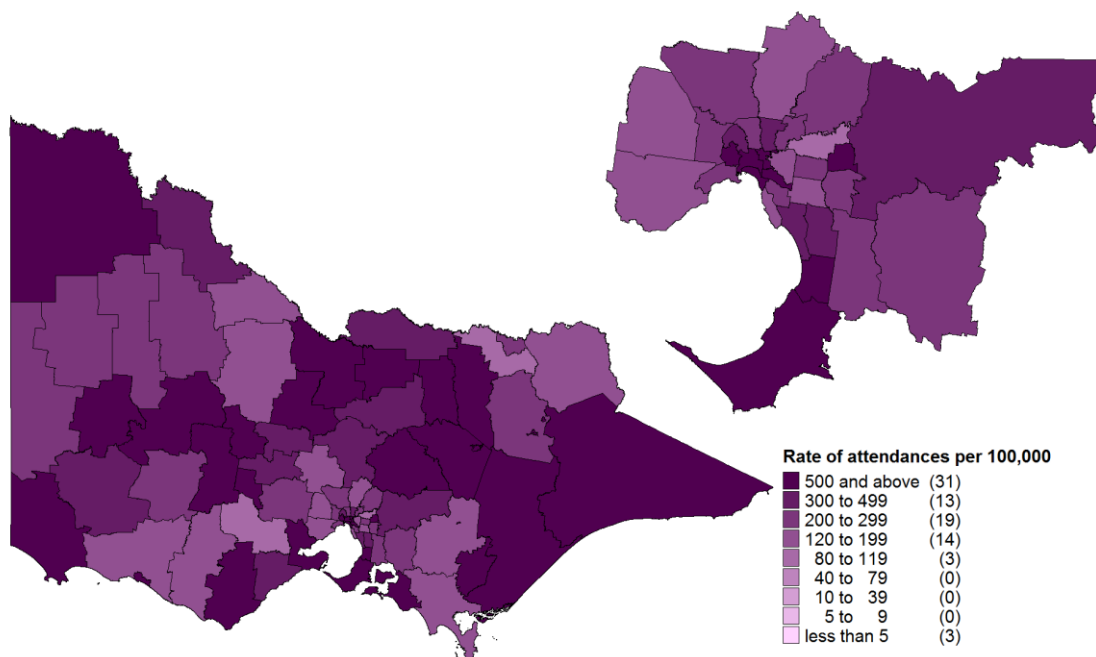 Rate of attendances per 100,000
500 and above (31)
300 to 499 (13)
200 to 299 (19)
120 to 199 (14)
80 to 119 (3)
40 to 79 (0)
10 to 39 (0)
5 to 9 (0)
less than 5 (3)